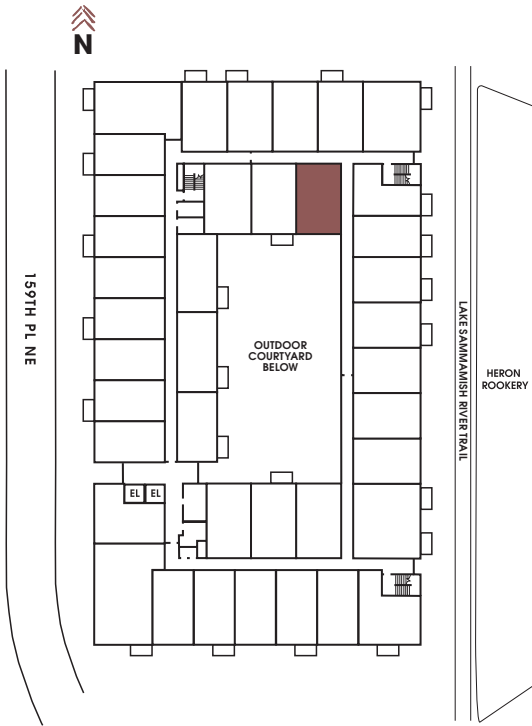 N
159TH PL NE
OUTDOOR
COURTYARD
BELOW
LAKE SAMMAMISH RIVER TRAIL
HERON
ROOKERY
EL EL